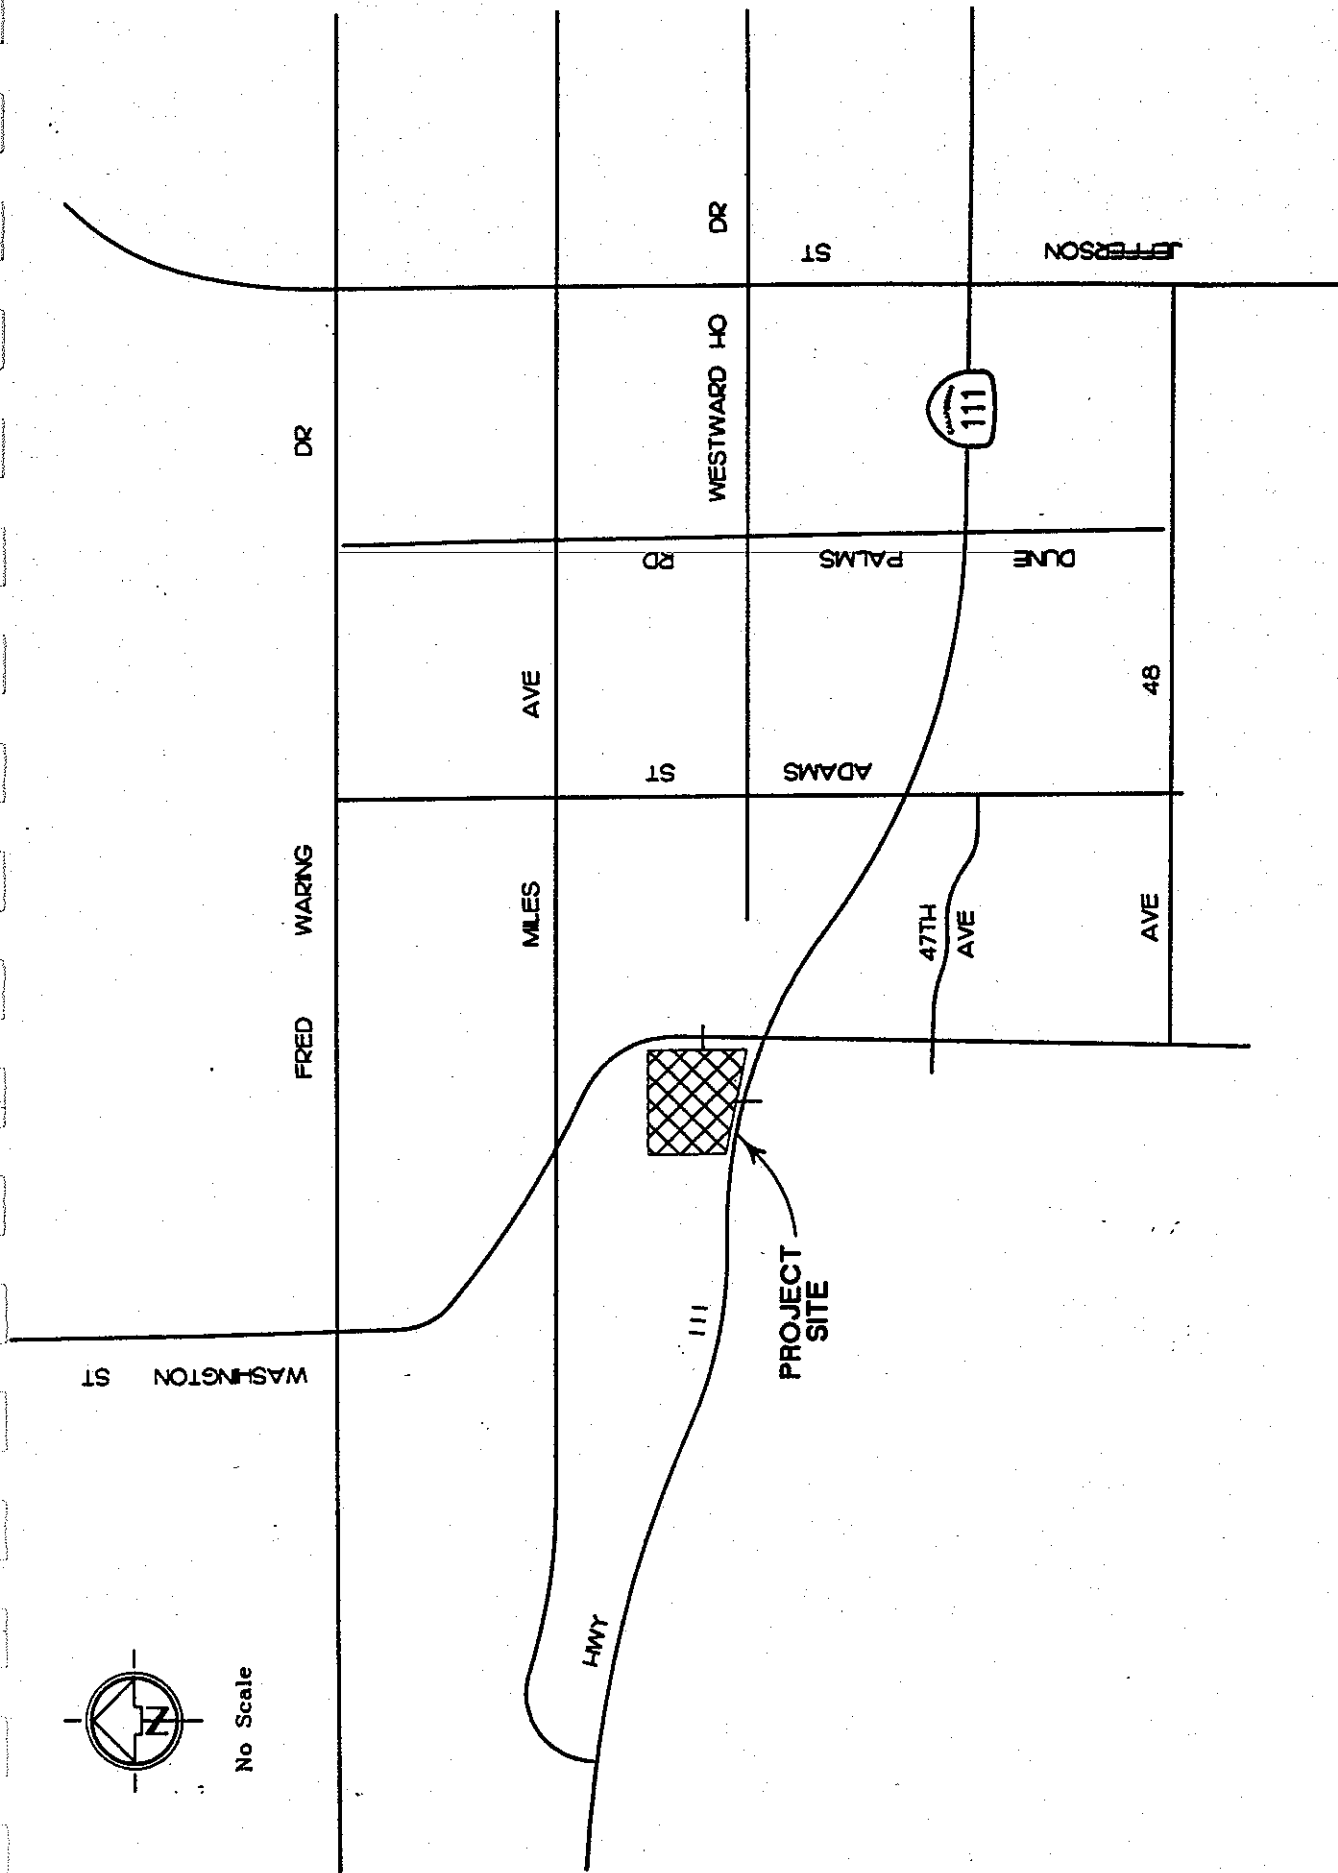 WASHINGTON ST
FRED WARING DR
MILES AVE
WESTWARD HO DR
HWY 111
CALIFORNIA
111
47TH
AVE
AVE 48
ADAMS ST
DUNE PALMS RD
JEFFERSON ST
PROJECT
SITE
N
No Scale